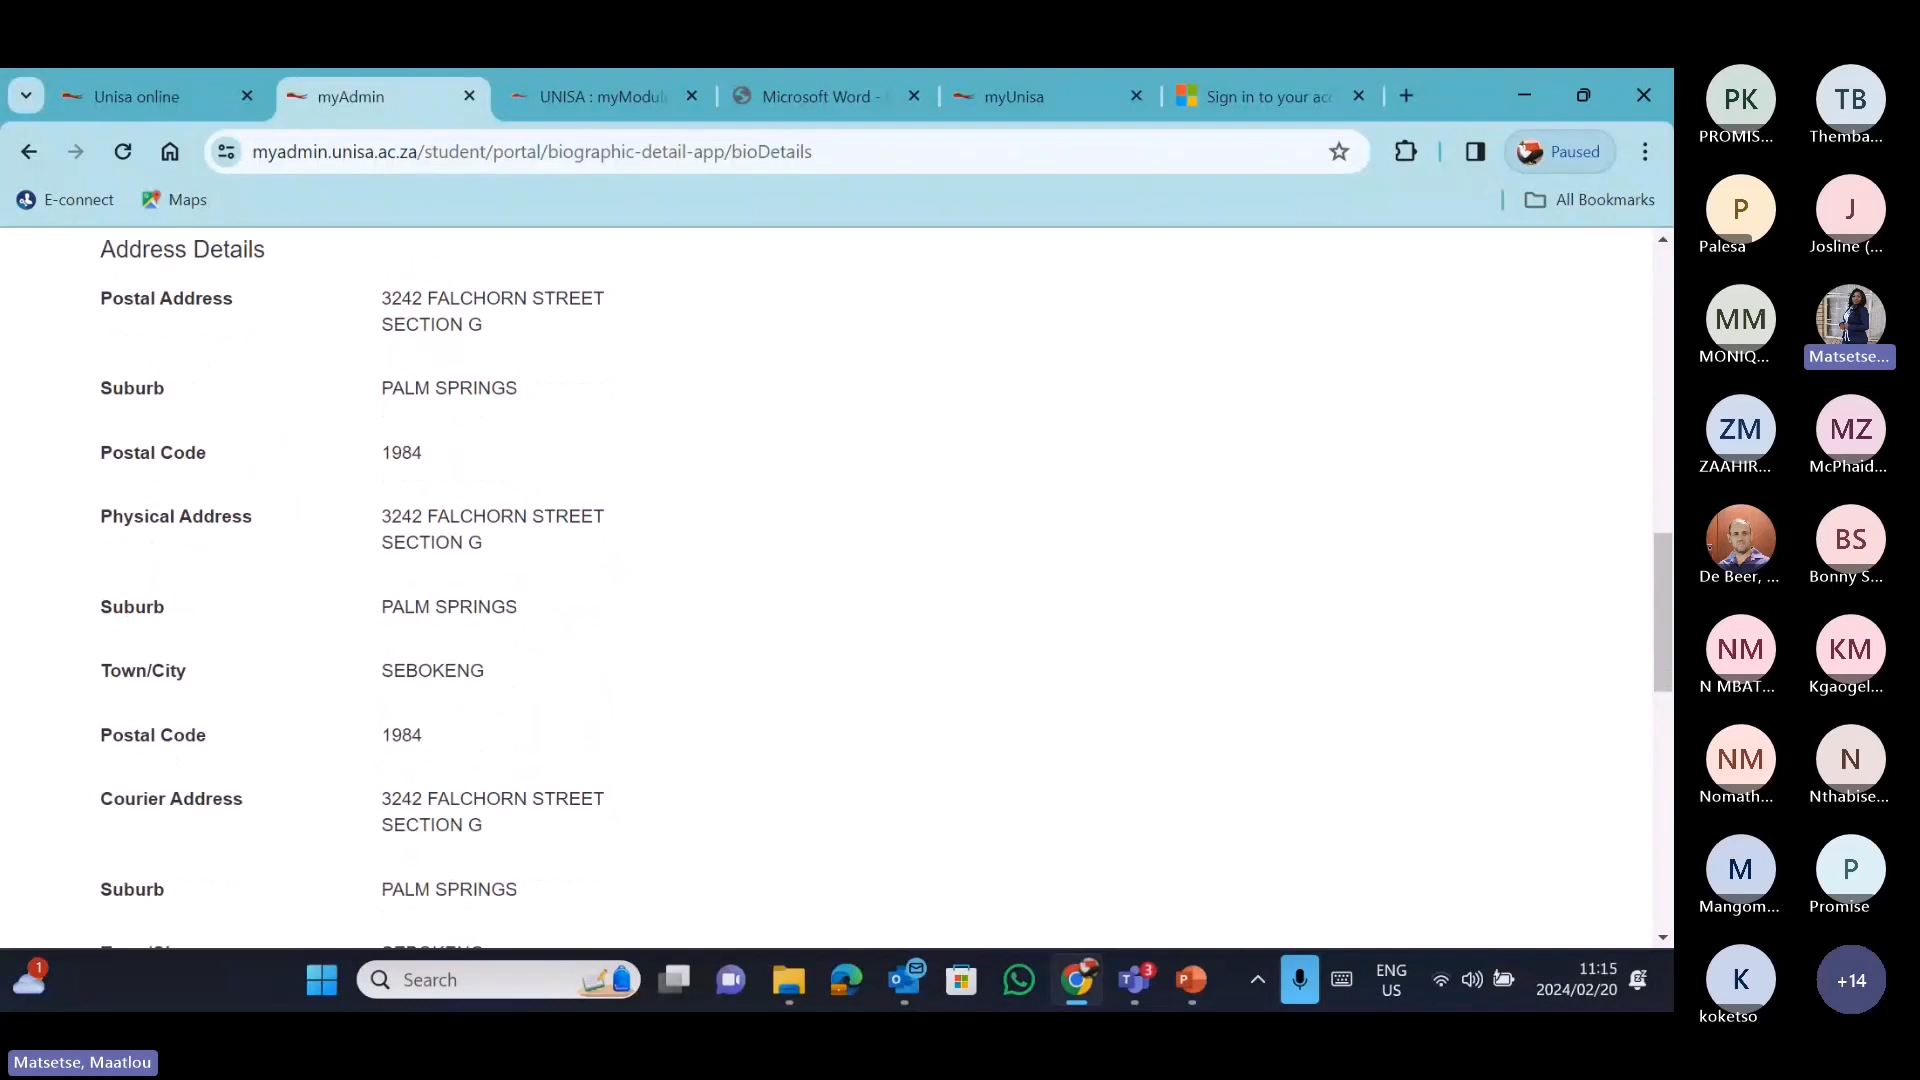 Unisa online
myAdmin
UNISA : myModul
Microsoft Word -
myUnisa
Sign in to your acc
myadmin.unisa.ac.za/student/portal/biographic-detail-app/bioDetails
Paused
E-connect
Maps
All Bookmarks
Address Details
Postal Address
3242 FALCHORN STREET
SECTION G
Suburb
PALM SPRINGS
Postal Code
1984
Physical Address
3242 FALCHORN STREET
SECTION G
Suburb
PALM SPRINGS
Town/City
SEBOKENG
Postal Code
1984
Courier Address
3242 FALCHORN STREET
SECTION G
Suburb
PALM SPRINGS
1
Search
3
ENG
US
11:15
2024/02/20
PK
PROMIS...
TB
Themba...
P
Palesa
J
Josline (...
MM
MONIQ...
Matsetse...
ZM
ZAAHIR...
MZ
McPhaid...
De Beer, ...
BS
Bonny S...
NM
N MBAT...
KM
Kgaogel...
NM
Nomath...
N
Nthabise...
M
Mangom...
P
Promise
K
koketso
+14
Matsetse, Maatlou